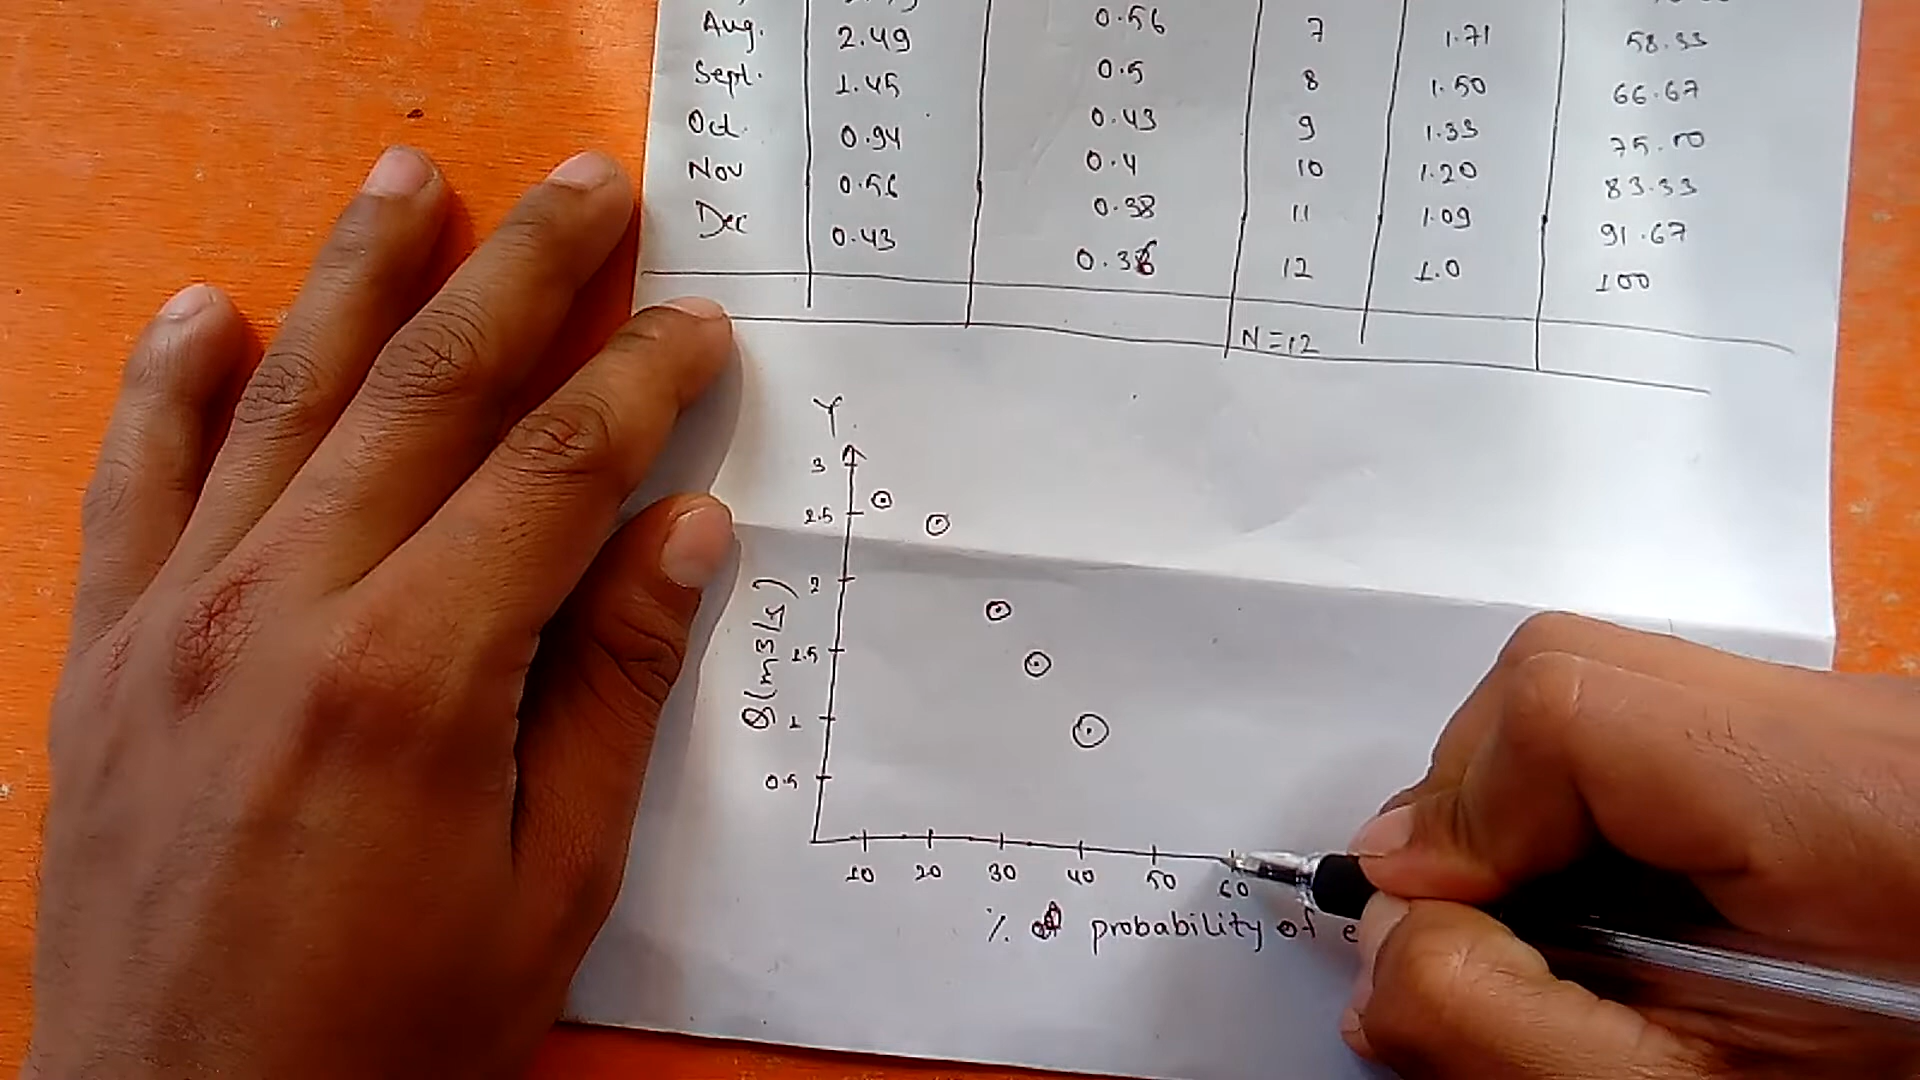 Aug. 2.49 0.56 7 1.71 58.33
Sept. 1.45 0.5 8 1.50 66.67
Oct. 0.94 0.43 9 1.33 75.00
Nov 0.56 0.4 10 1.20 83.33
Dec 0.43 0.38 11 1.09 91.67
0.36 12 1.0 100
N=12
Y
3
2.5
2
1.5
1
0.5
Q(m3/s)
10 20 30 40 50 60
% probability of e